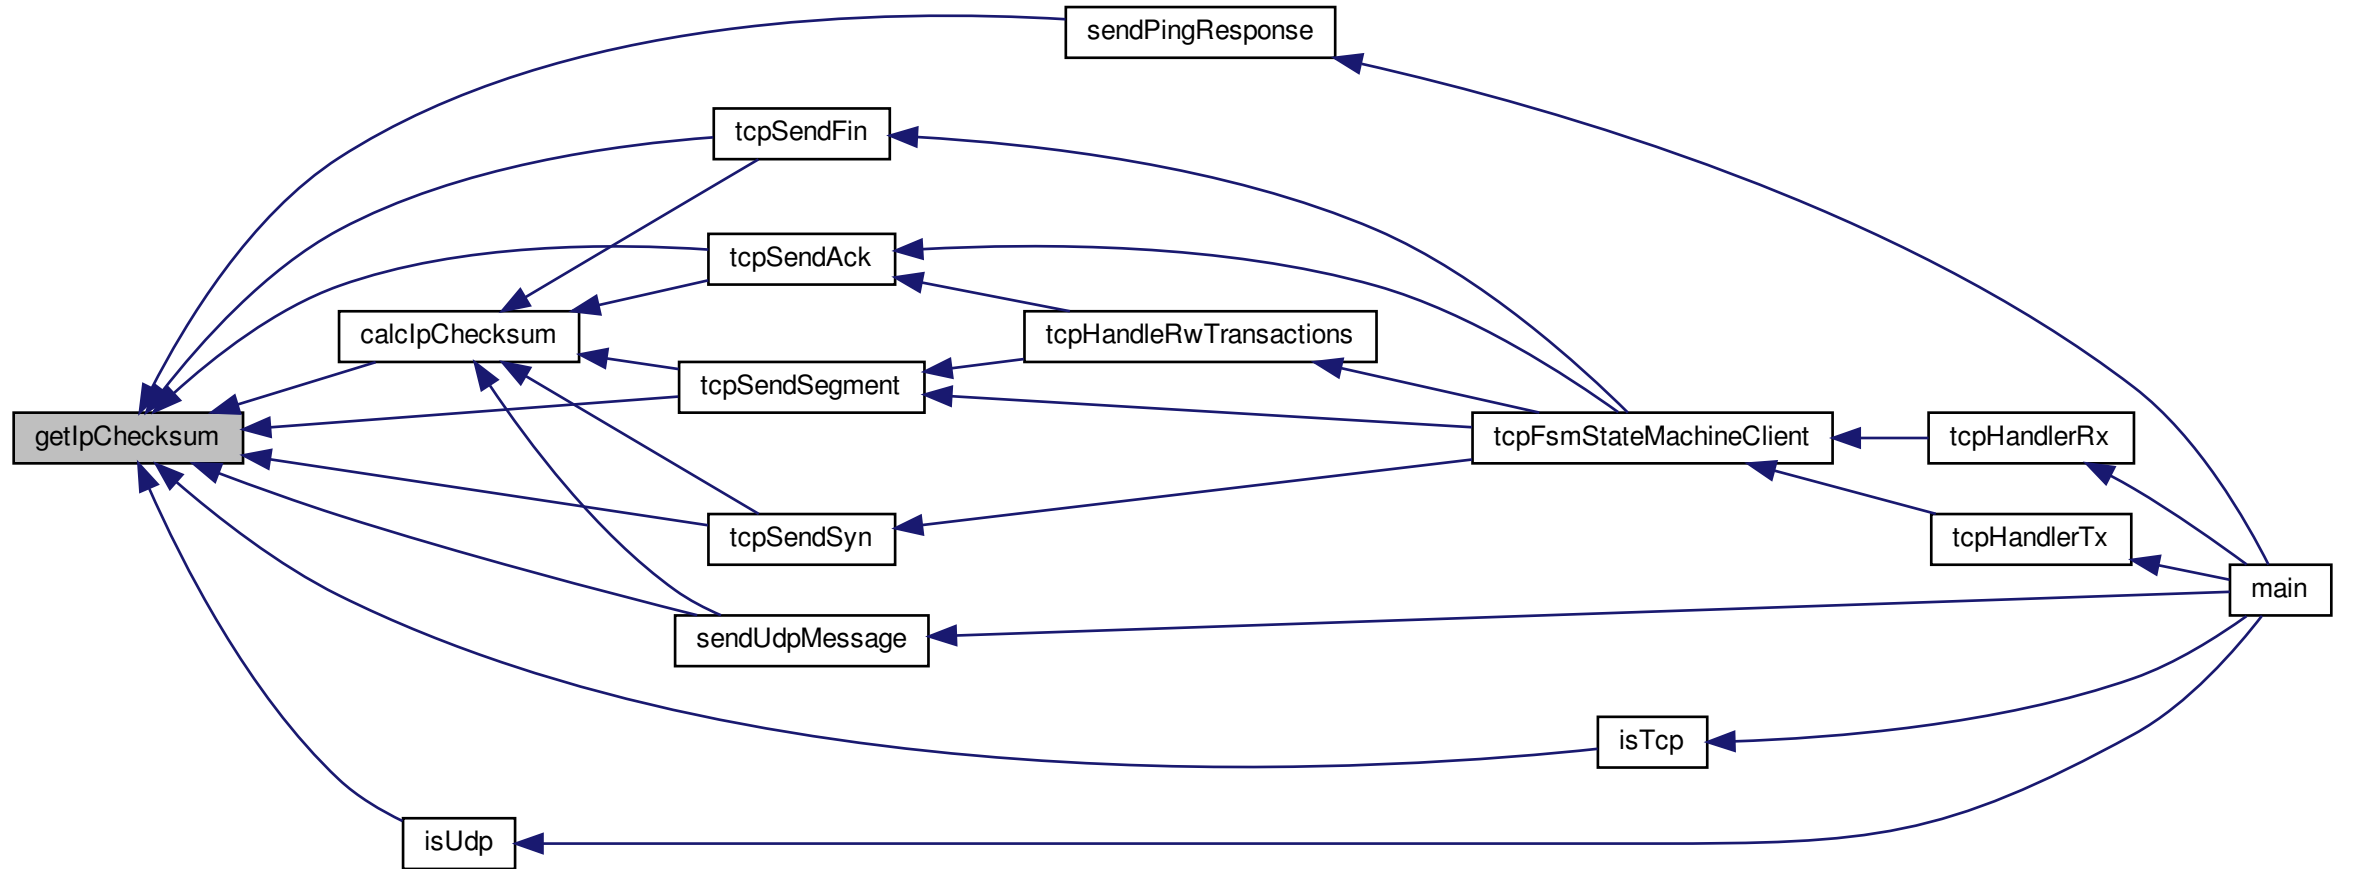 sendPingResponse
tcpSendFin
tcpSendAck
calcIpChecksum
tcpHandleRwTransactions
tcpSendSegment
getIpChecksum
tcpFsmStateMachineClient
tcpHandlerRx
tcpSendSyn
tcpHandlerTx
main
sendUdpMessage
isTcp
isUdp